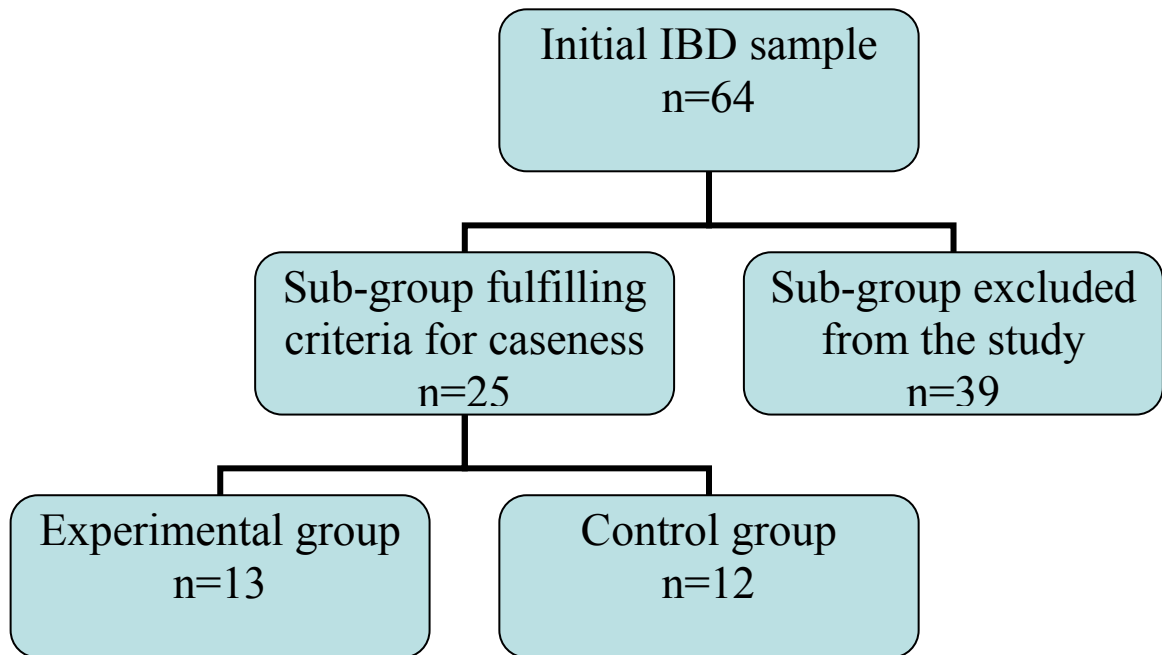 Initial IBD sample
n=64
Sub-group fulfilling
criteria for caseness
n=25
Sub-group excluded
from the study
n=39
Experimental group
n=13
Control group
n=12